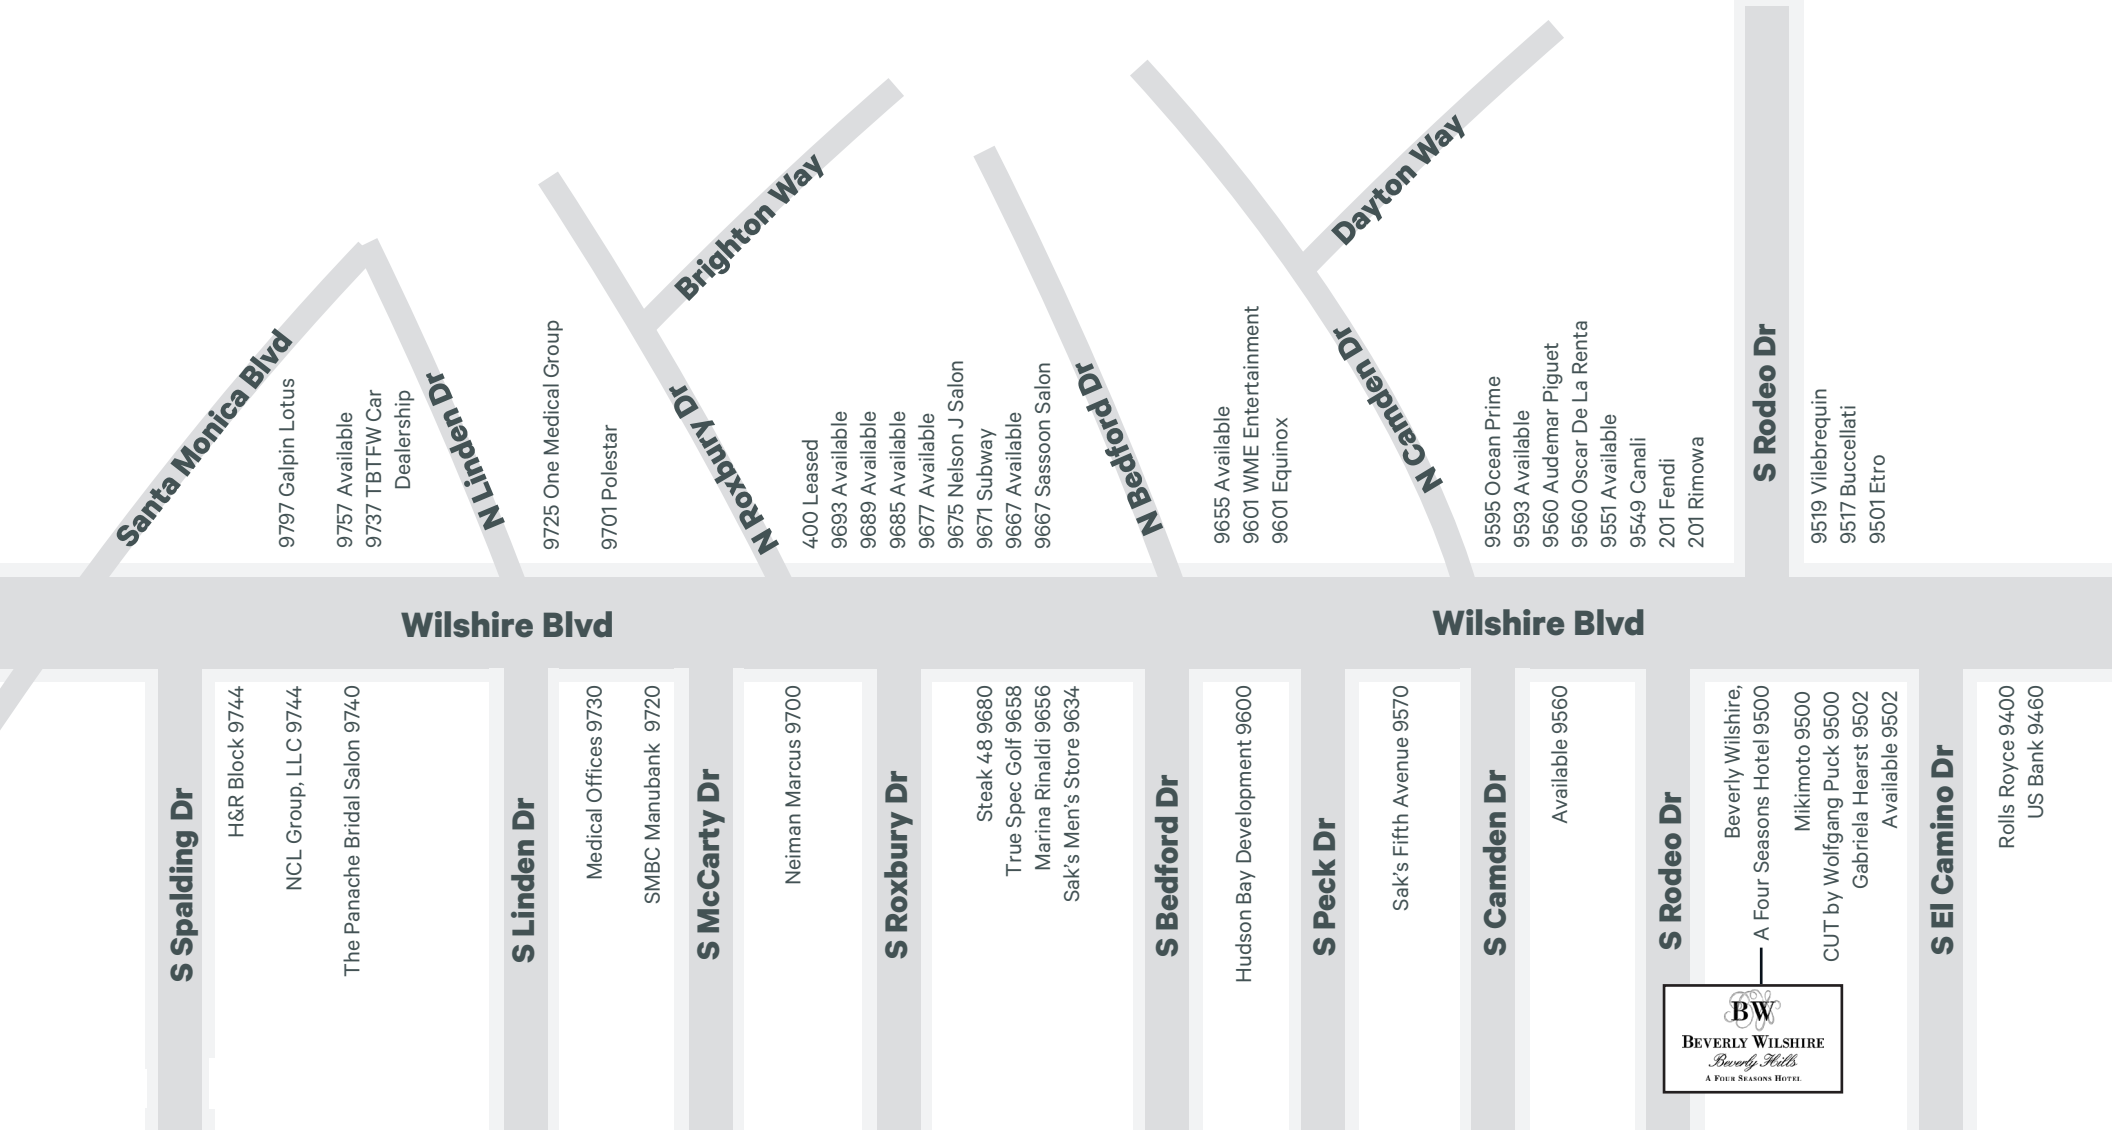 Santa Monica Blvd
9797 Galpin Lotus
9757 Available
9737 TBTFW Car
Dealership
N Linden Dr
9725 One Medical Group
9701 Polestar
N Roxbury Dr
Brighton Way
400 Leased
9693 Available
9689 Available
9685 Available
9677 Available
9675 Nelson J Salon
9671 Subway
9667 Available
9667 Sassoon Salon
N Bedford Dr
9655 Available
9601 WME Entertainment
9601 Equinox
N Camden Dr
Dayton Way
9595 Ocean Prime
9593 Available
9560 Audemar Piguet
9560 Oscar De La Renta
9551 Available
9549 Canali
201 Fendi
201 Rimowa
S Rodeo Dr
9519 Vilebrequin
9517 Buccellati
9501 Etro
Wilshire Blvd
Wilshire Blvd
S Spalding Dr
H&R Block 9744
NCL Group, LLC 9744
The Panache Bridal Salon 9740
S Linden Dr
Medical Offices 9730
SMBC Manubank 9720
S McCarty Dr
Neiman Marcus 9700
S Roxbury Dr
Steak 48 9680
True Spec Golf 9658
Marina Rinaldi 9656
Sak's Men's Store 9634
S Bedford Dr
Hudson Bay Development 9600
S Peck Dr
Sak's Fifth Avenue 9570
S Camden Dr
Available 9560
S Rodeo Dr
Beverly Wilshire,
A Four Seasons Hotel 9500
Mikimoto 9500
CUT by Wolfgang Puck 9500
Gabriela Hearst 9502
Available 9502
S El Camino Dr
Rolls Royce 9400
US Bank 9460
BW
BEVERLY WILSHIRE
Beverly Hills
A FOUR SEASONS HOTEL